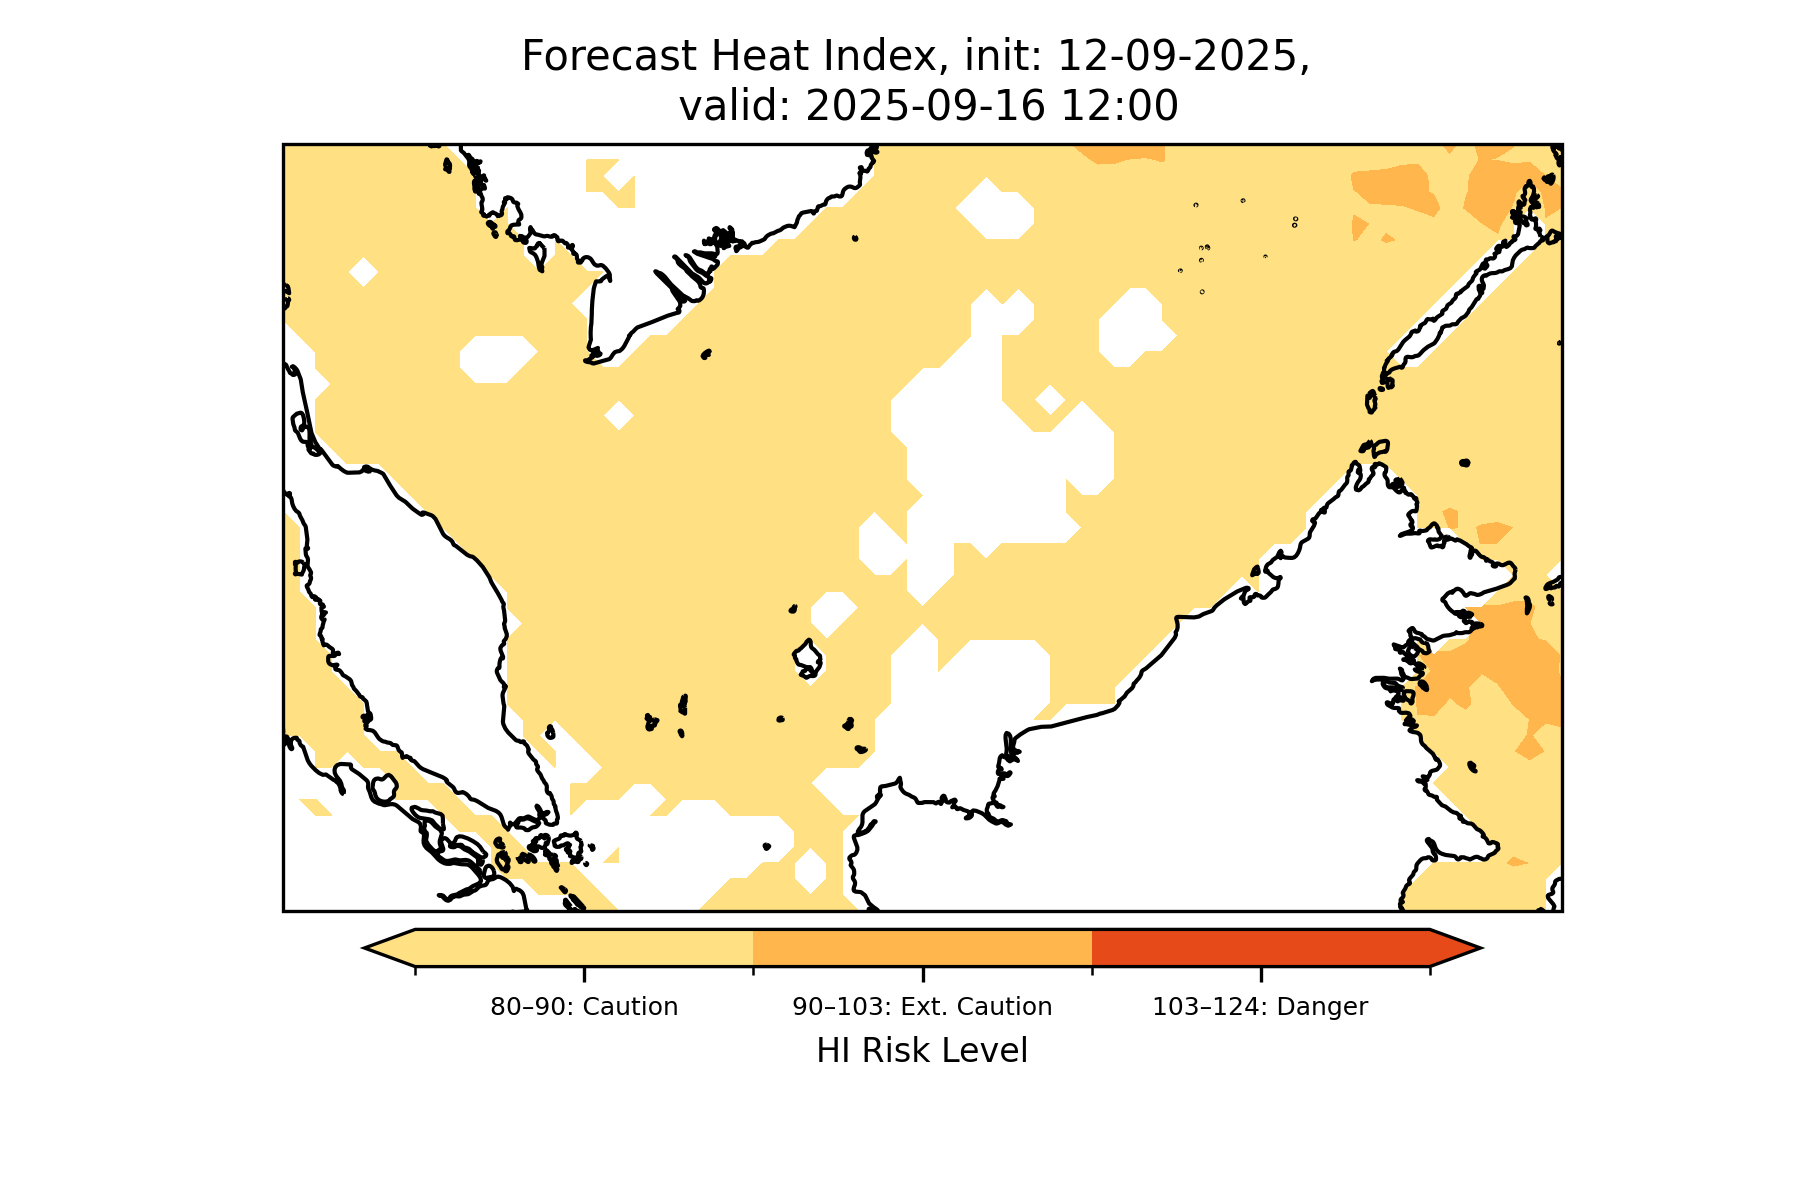 Forecast Heat Index, init: 12-09-2025,
valid: 2025-09-16 12:00
80–90: Caution
90–103: Ext. Caution
103–124: Danger
HI Risk Level